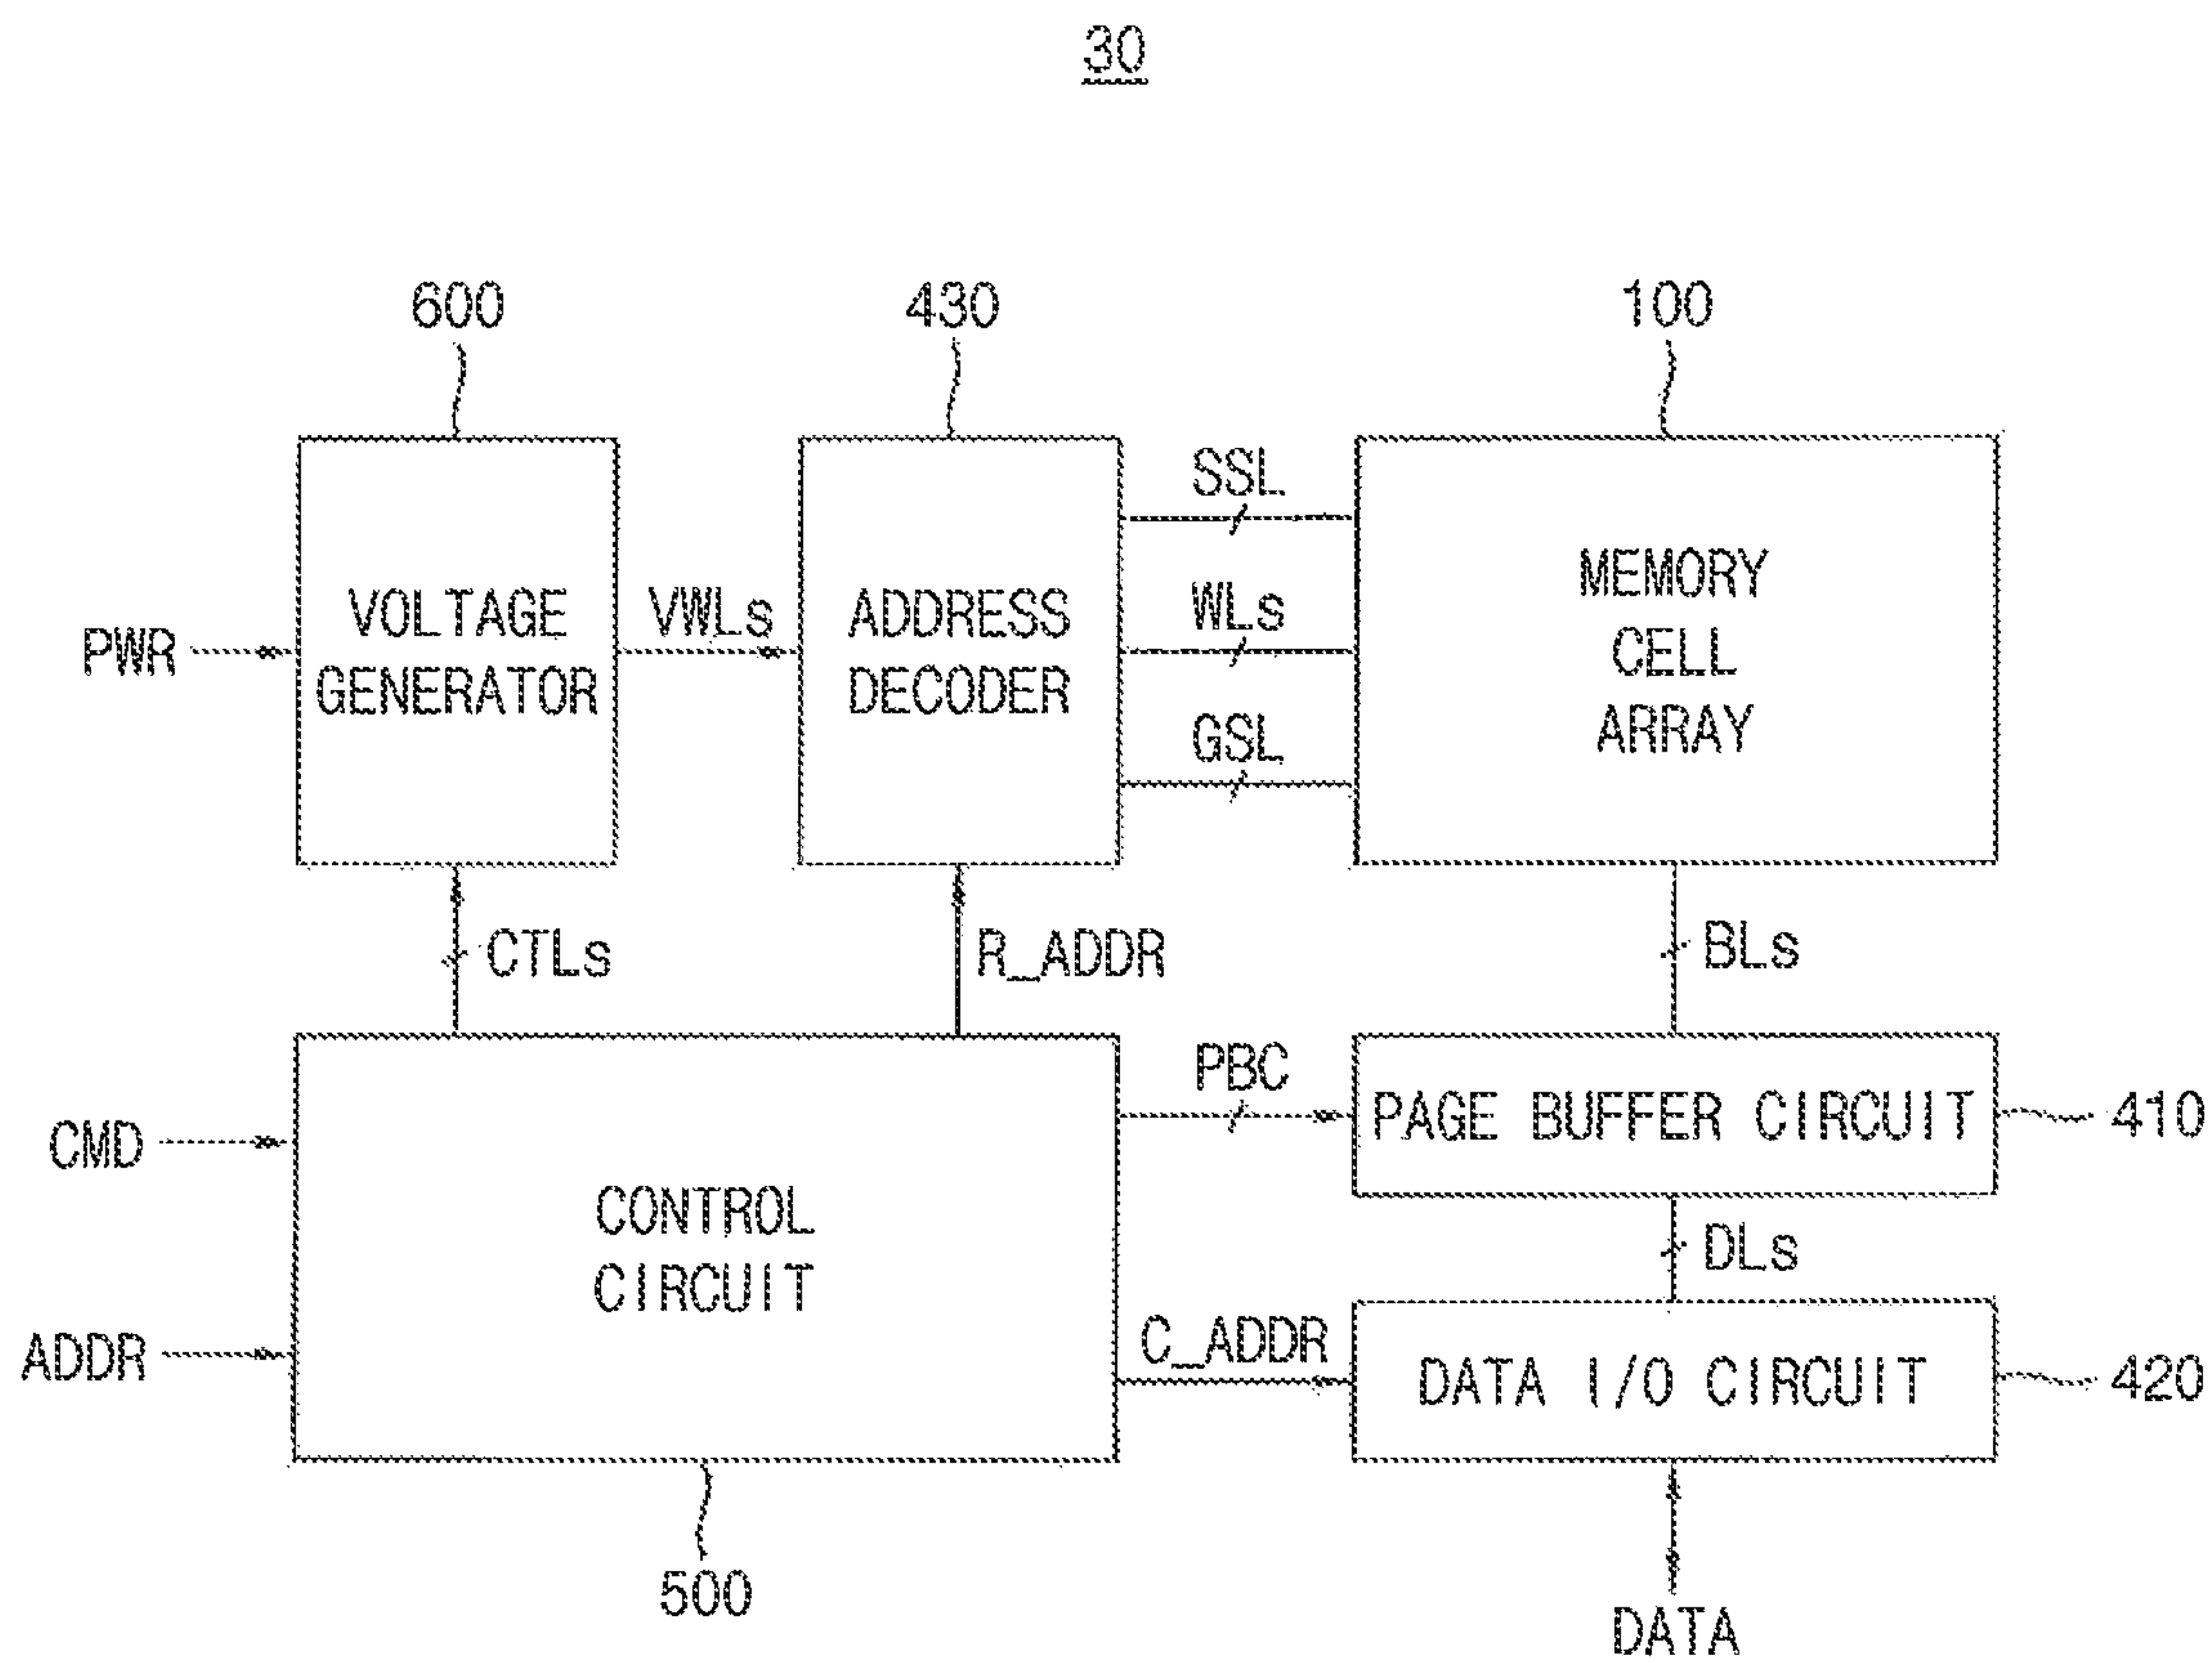 30
600
430
100
SSL
VOLTAGE
GENERATOR
PWR
VWLs
ADDRESS
DECODER
WLs
GSL
MEMORY
CELL
ARRAY
CTLs
R_ADDR
BLs
PBC
PAGE BUFFER CIRCUIT
410
CMD
CONTROL
CIRCUIT
DLs
ADDR
C_ADDR
DATA I/O CIRCUIT
420
500
DATA